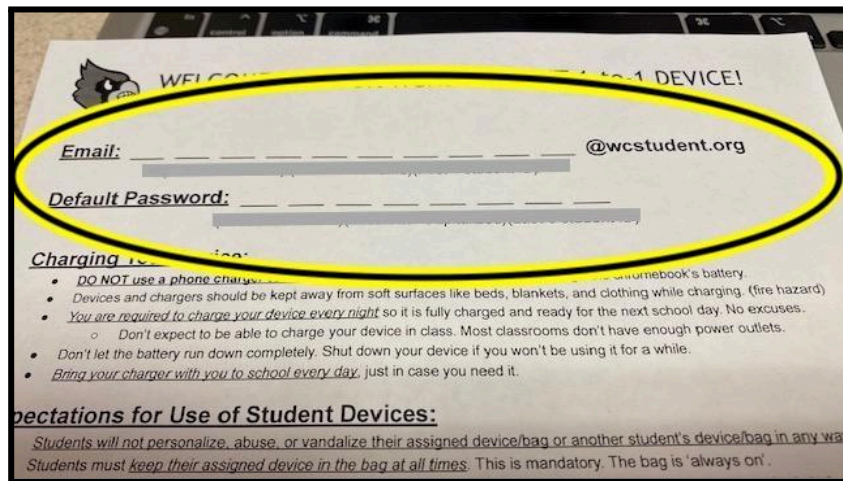 control option command ⌘ ⌥
DEVICE!
Email: _ _ _ _ _ _ _ _ _ _ _ @wcstudent.org
Default Password: _ _ _ _ _ _ _ _ _ _
Charging
• DO NOT use a phone charger battery.
• Devices and chargers should be kept away from soft surfaces like beds, blankets, and clothing while charging. (fire hazard)
• You are required to charge your device every night so it is fully charged and ready for the next school day. No excuses.
○ Don't expect to be able to charge your device in class. Most classrooms don't have enough power outlets.
• Don't let the battery run down completely. Shut down your device if you won't be using it for a while.
• Bring your charger with you to school every day, just in case you need it.
pectations for Use of Student Devices:
Students will not personalize, abuse, or vandalize their assigned device/bag or another student's device/bag in any wa
Students must keep their assigned device in the bag at all times. This is mandatory. The bag is 'always on'.